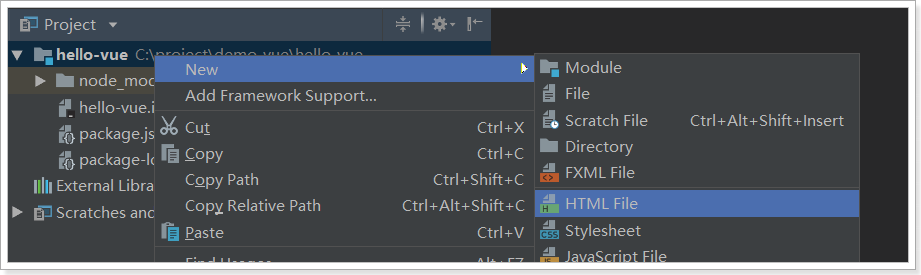 Project
hello-vue C:\project\demo-vue\hello-vue
node_mod
hello-vue.i
package.js
package-lo
External Libra
Scratches and
New
Add Framework Support...
Cut Ctrl+X
Copy Ctrl+C
Copy Path Ctrl+Shift+C
Copy Relative Path Ctrl+Alt+Shift+C
Paste Ctrl+V
Find Usages Alt+F7
Module
File
Scratch File Ctrl+Alt+Shift+Insert
Directory
FXML File
HTML File
Stylesheet
JavaScript File